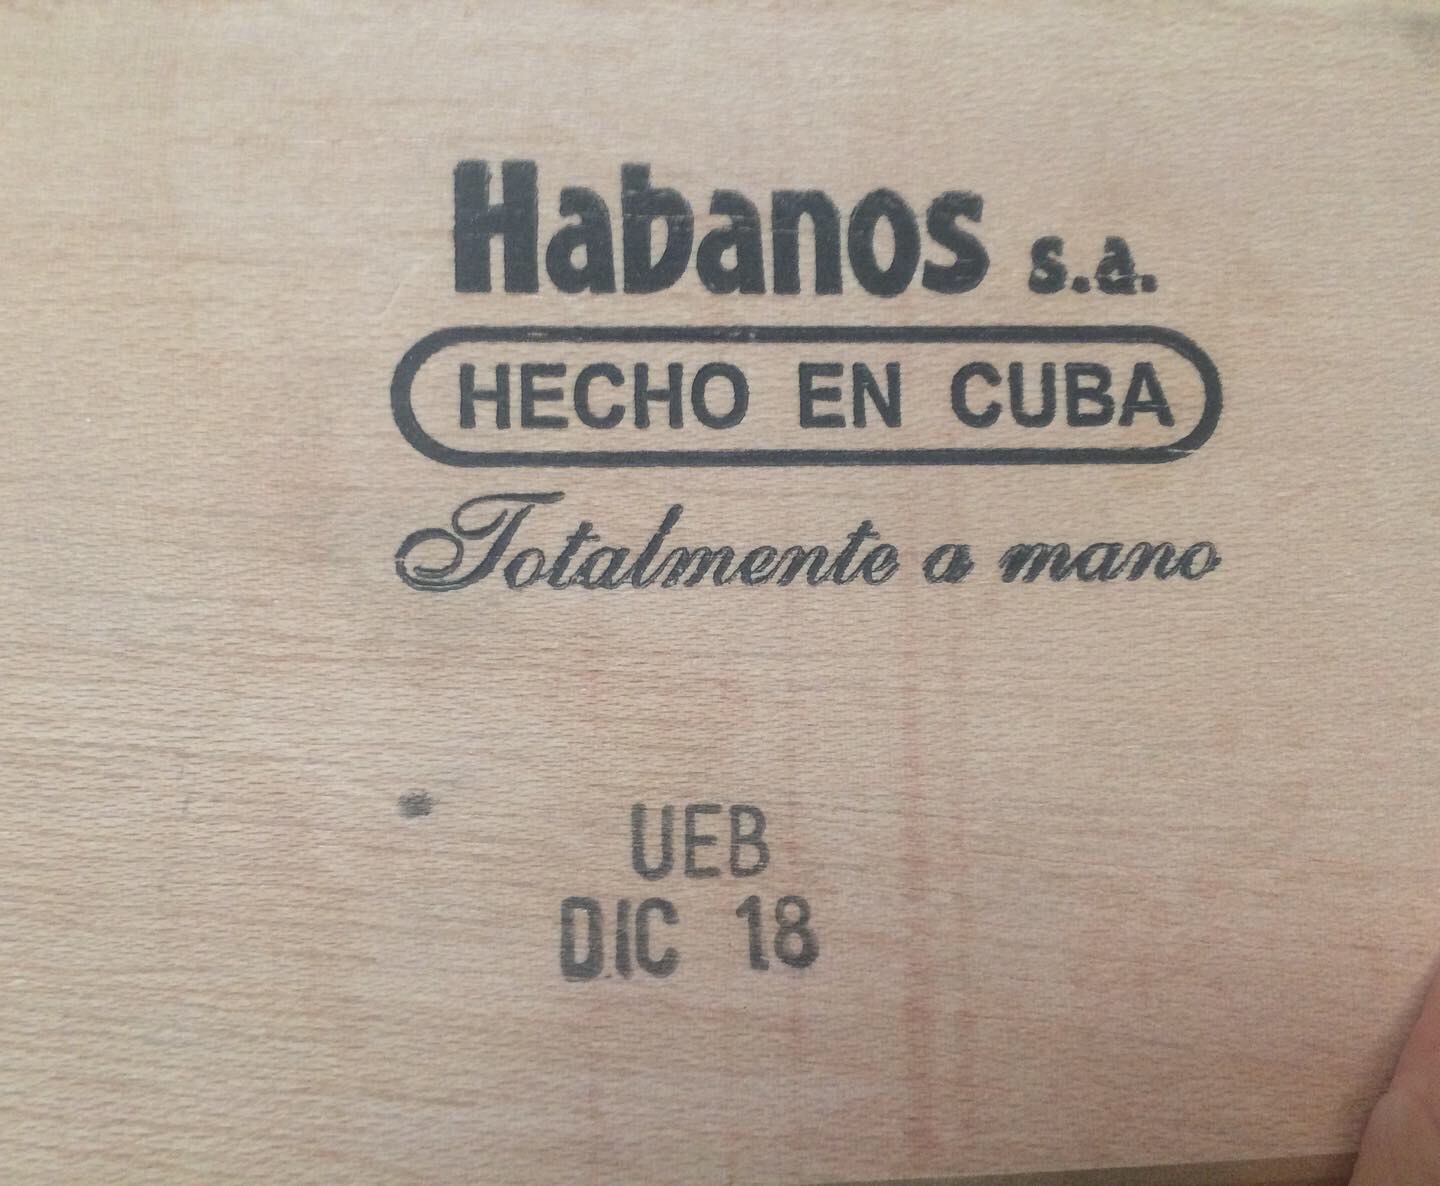 Habanos s.a.
HECHO EN CUBA
Totalmente a mano
UEB
DIC 18